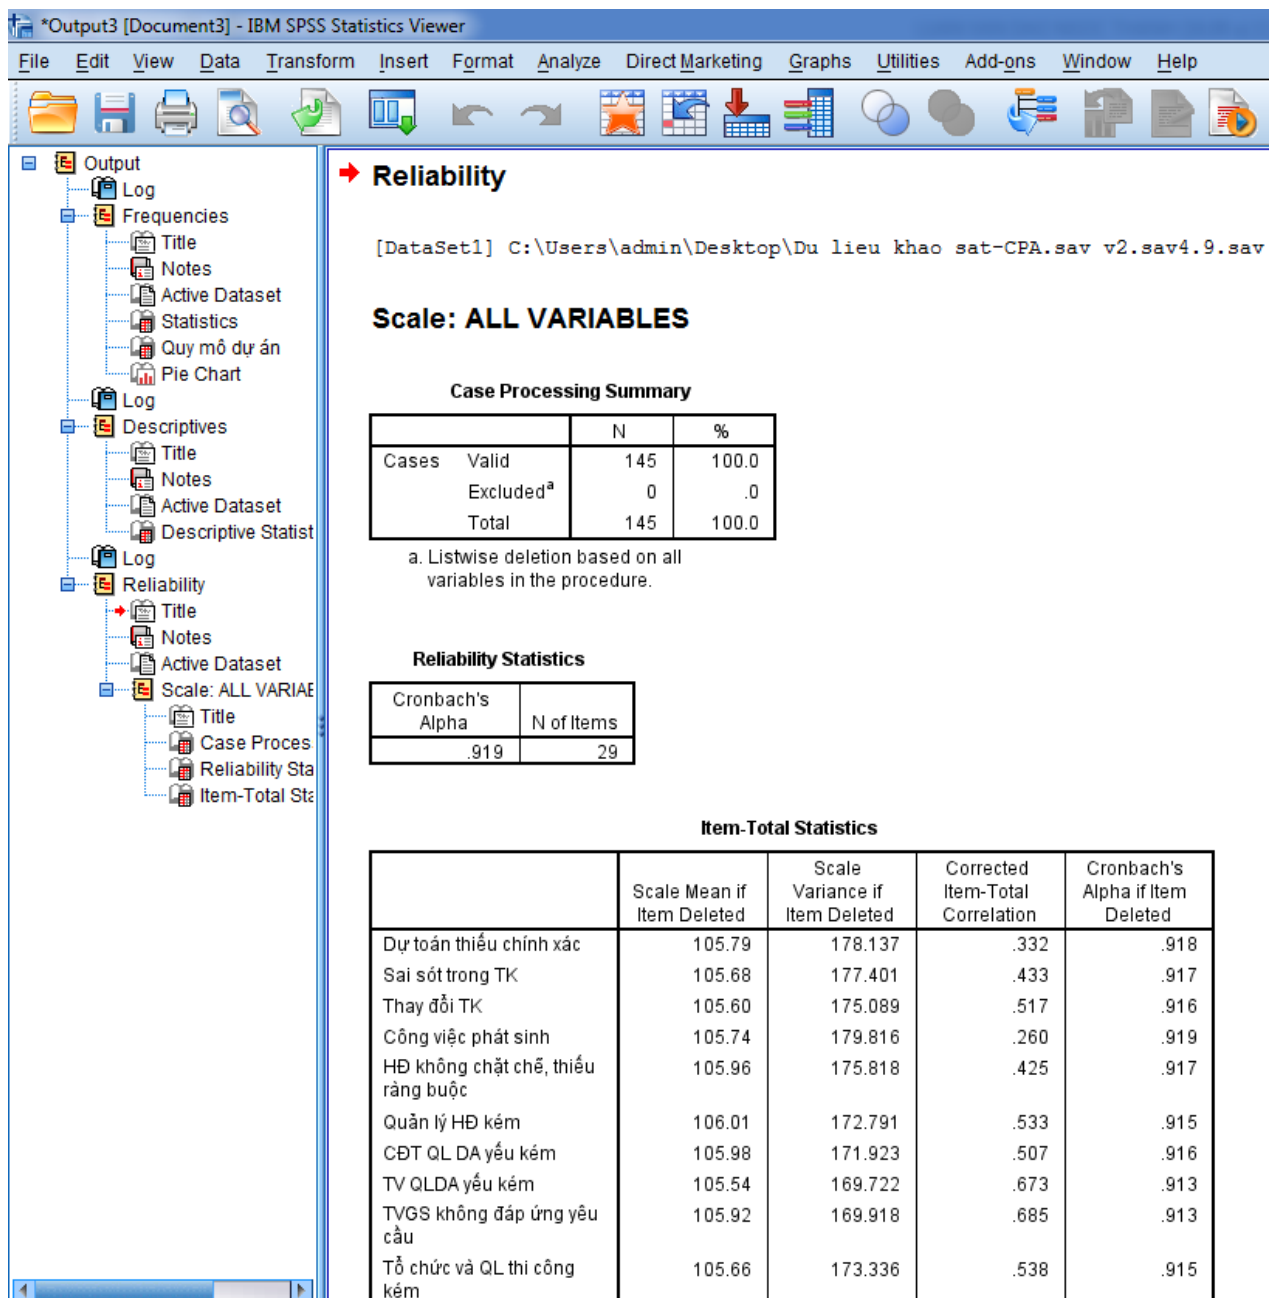 *Output3 [Document3] - IBM SPSS Statistics Viewer
File Edit View Data Transform Insert Format Analyze Direct Marketing Graphs Utilities Add-ons Window Help
Output
Log
Frequencies
Title
Notes
Active Dataset
Statistics
Quy mô dự án
Pie Chart
Log
Descriptives
Title
Notes
Active Dataset
Descriptive Statist
Log
Reliability
Title
Notes
Active Dataset
Scale: ALL VARIAE
Title
Case Proces
Reliability Sta
Item-Total Sta
Reliability
[DataSet1] C:\Users\admin\Desktop\Du lieu khao sat-CPA.sav v2.sav4.9.sav
Scale: ALL VARIABLES
Case Processing Summary
N %
Cases Valid 145 100.0
Excludedª 0 .0
Total 145 100.0
a. Listwise deletion based on all
variables in the procedure.
Reliability Statistics
Cronbach's
Alpha N of Items
.919 29
Item-Total Statistics
Scale Mean if
Item Deleted
Scale
Variance if
Item Deleted
Corrected
Item-Total
Correlation
Cronbach's
Alpha if Item
Deleted
Dự toán thiếu chính xác 105.79 178.137 .332 .918
Sai sót trong TK 105.68 177.401 .433 .917
Thay đổi TK 105.60 175.089 .517 .916
Công việc phát sinh 105.74 179.816 .260 .919
HĐ không chặt chẽ, thiếu
ràng buộc 105.96 175.818 .425 .917
Quản lý HĐ kém 106.01 172.791 .533 .915
CĐT QL DA yếu kém 105.98 171.923 .507 .916
TV QLDA yếu kém 105.54 169.722 .673 .913
TVGS không đáp ứng yêu
cầu 105.92 169.918 .685 .913
Tổ chức và QL thi công
kém 105.66 173.336 .538 .915